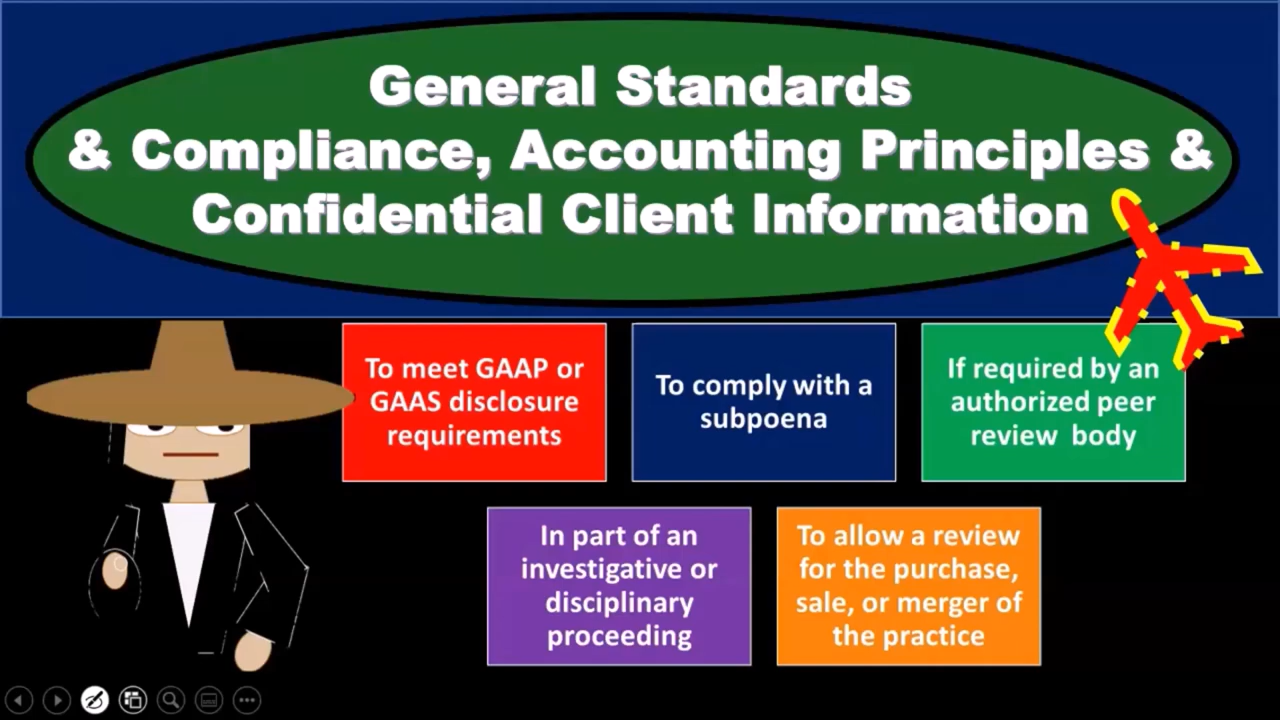 General Standards
& Compliance, Accounting Principles &
Confidential Client Information
To meet GAAP or
GAAS disclosure
requirements
To comply with a
subpoena
If required by an
authorized peer
review body
In part of an
investigative or
disciplinary
proceeding
To allow a review
for the purchase,
sale, or merger of
the practice